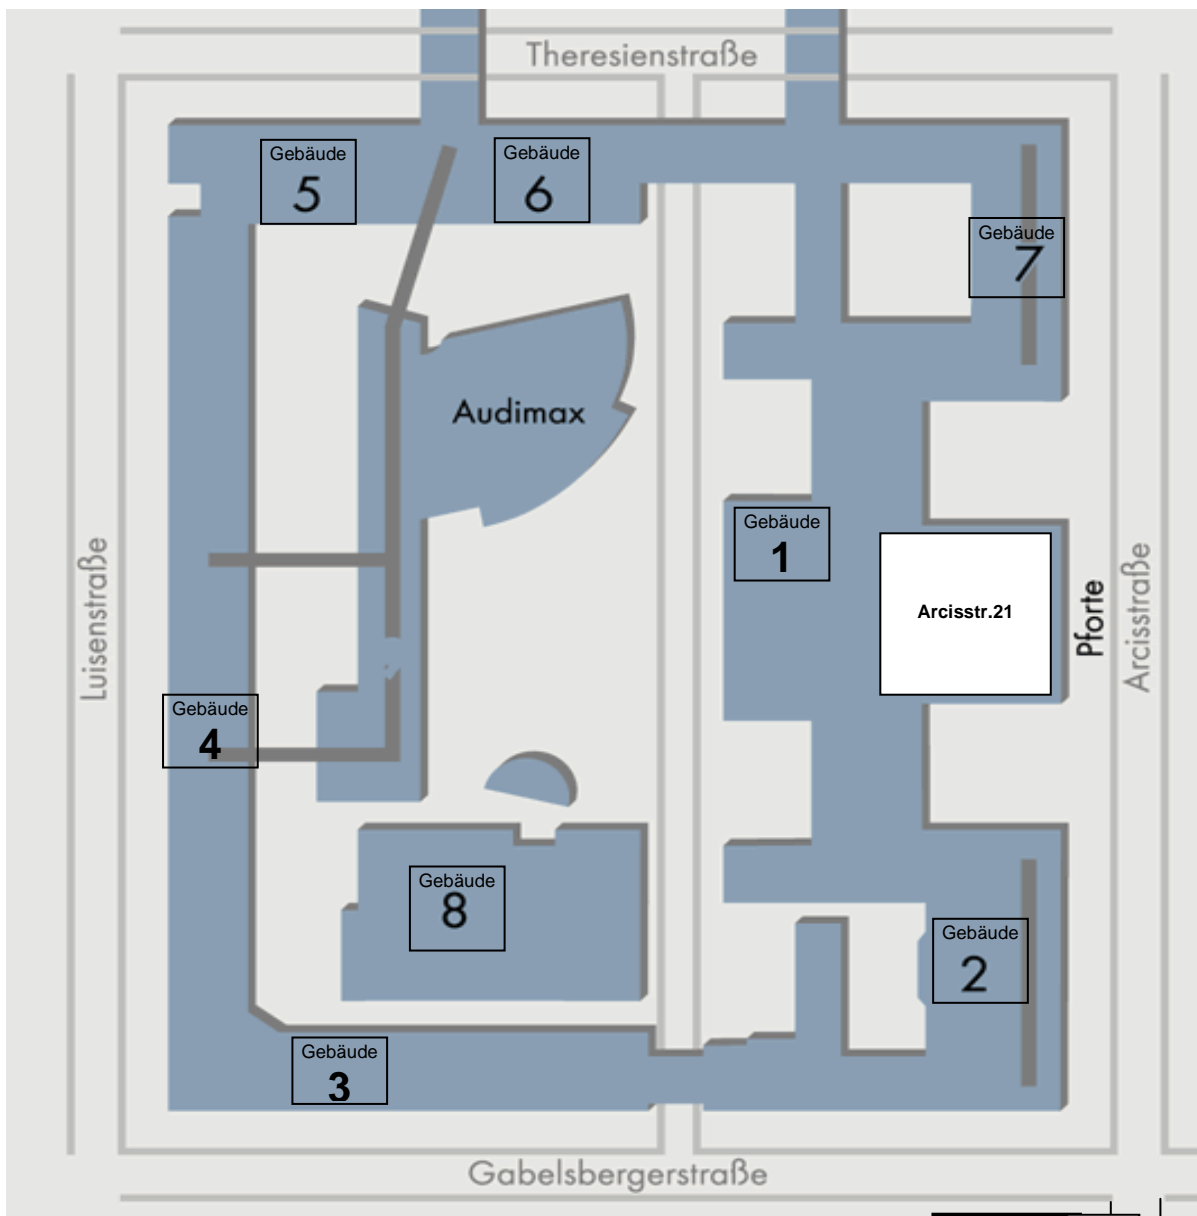 Theresienstraße
Gebäude
5
Gebäude
6
Gebäude
7
Audimax
Gebäude
1
Arcisstr.21
Pforte
Arcisstraße
Luisenstraße
Gebäude
4
Gebäude
8
Gebäude
2
Gebäude
3
Gabelsbergerstraße